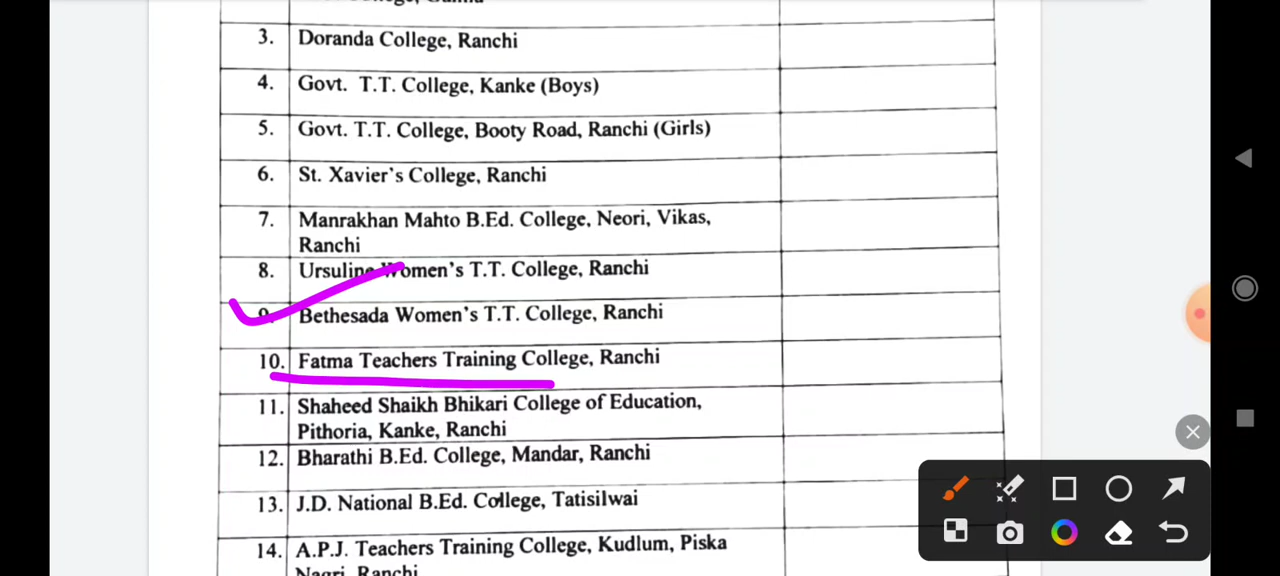 3. Doranda College, Ranchi
4. Govt. T.T. College, Kanke (Boys)
5. Govt. T.T. College, Booty Road, Ranchi (Girls)
6. St. Xavier's College, Ranchi
7. Manrakhan Mahto B.Ed. College, Neori, Vikas,
Ranchi
8. Ursuline Women's T.T. College, Ranchi
9. Bethesada Women's T.T. College, Ranchi
10. Fatma Teachers Training College, Ranchi
11. Shaheed Shaikh Bhikari College of Education,
Pithoria, Kanke, Ranchi
12. Bharathi B.Ed. College, Mandar, Ranchi
13. J.D. National B.Ed. College, Tatisilwai
14. A.P.J. Teachers Training College, Kudlum, Piska
Nagri, Ranchi